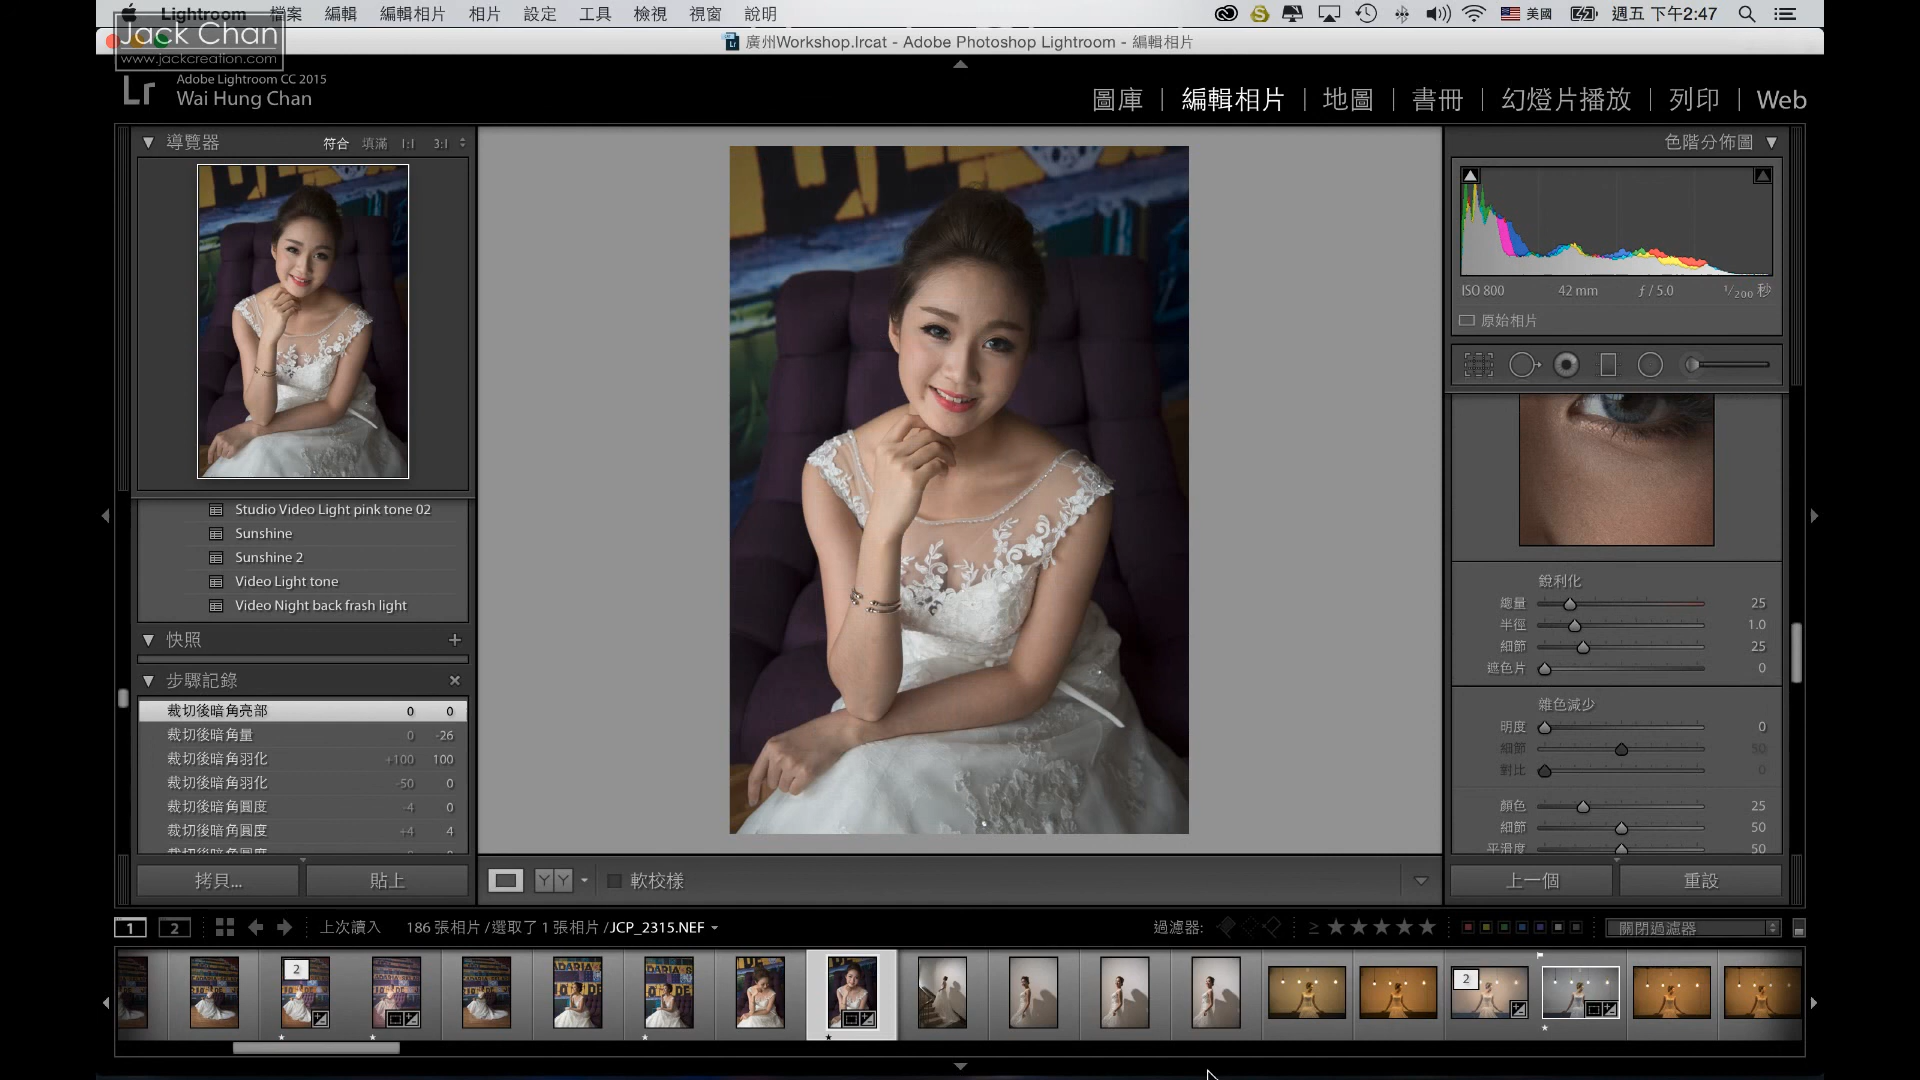 Lightroom 檔案 編輯 編輯相片 相片 設定 工具 檢視 視窗 說明 美國 週五 下午2:47
Jack Chan
www.jackcreation.com
廣州Workshop.lrcat - Adobe Photoshop Lightroom - 編輯相片
Lr
Adobe Lightroom CC 2015
Wai Hung Chan
圖庫 | 編輯相片 | 地圖 | 書冊 | 幻燈片播放 | 列印 | Web
導覽器 符合 填滿 1:1 3:1
色階分佈圖
ISO 800 42 mm ƒ / 5.0 1/200 秒
原始相片
Studio Video Light pink tone 02
Sunshine
Sunshine 2
Video Light tone
Video Night back frash light
快照
步驟記錄
裁切後暗角亮部 0 0
裁切後暗角量 0 -26
裁切後暗角羽化 +100 100
裁切後暗角羽化 -50 0
裁切後暗角圓度 -4 0
裁切後暗角圓度 +4 4
拷貝... 貼上
銳利化
總量 25
半徑 1.0
細節 25
遮色片 0
雜色減少
明度 0
細節 50
對比 0
顏色 25
細節 50
平滑度 50
YY 軟校樣
上一個 重設
1 2 上次讀入 186 張相片 /選取了 1 張相片 /JCP_2315.NEF 過濾器: ≥ 關閉過濾器
2
2